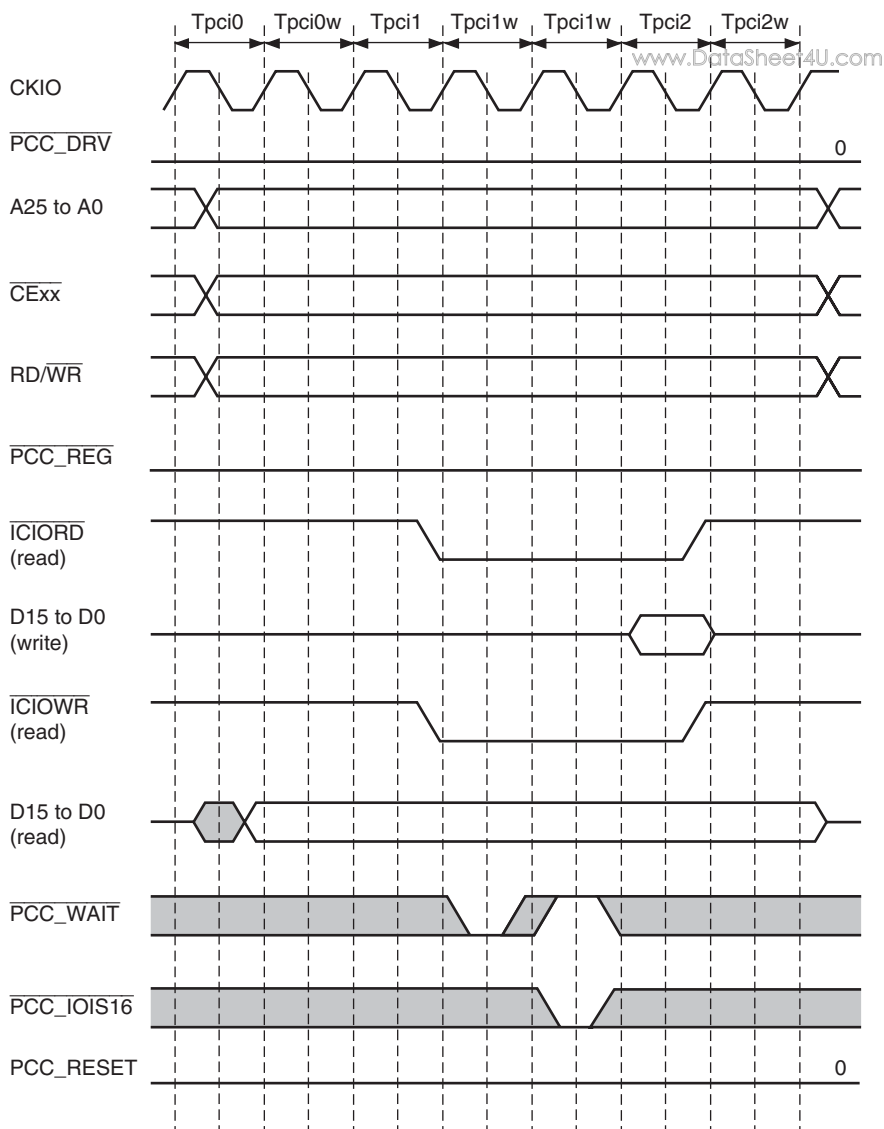 Tpci0 Tpci0w Tpci1 Tpci1w Tpci1w Tpci2 Tpci2w
www.DataSheet4U.com
CKIO
PCC_DRV 0
A25 to A0
CExx
RD/WR
PCC_REG
ICIORD
(read)
D15 to D0
(write)
ICIOWR
(read)
D15 to D0
(read)
PCC_WAIT
PCC_IOIS16
PCC_RESET 0